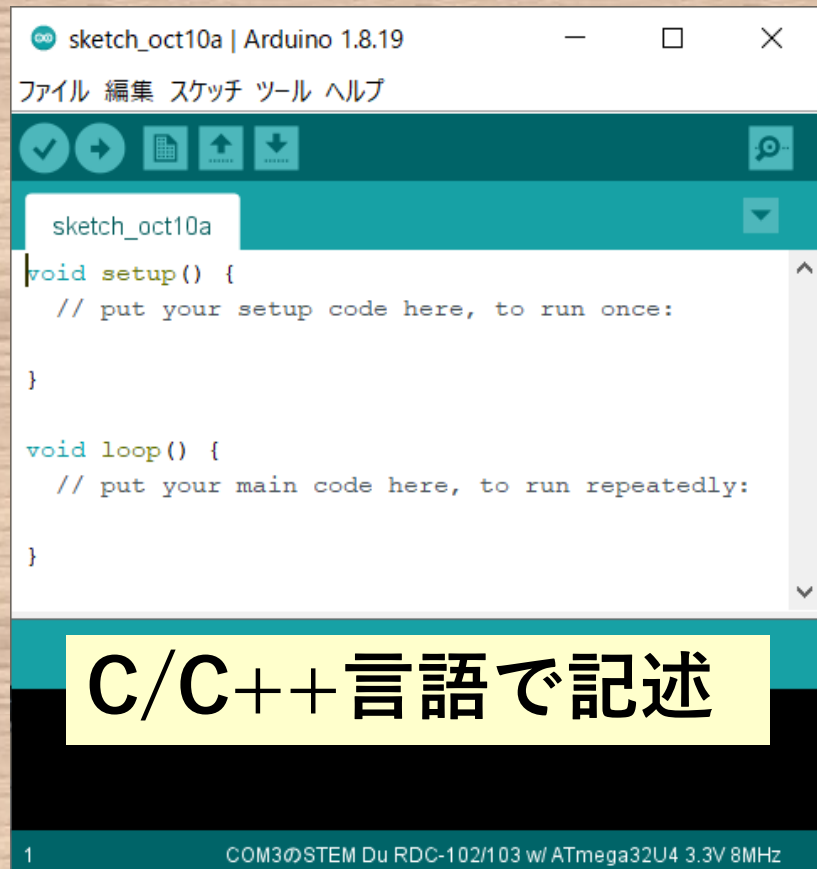 sketch_oct10a | Arduino 1.8.19
ファイル 編集 スケッチ ツール ヘルプ
sketch_oct10a
void setup() {
  // put your setup code here, to run once:
}
void loop() {
  // put your main code here, to run repeatedly:
}
C/C++言語で記述
1 COM3のSTEM Du RDC-102/103 w/ ATmega32U4 3.3V 8MHz